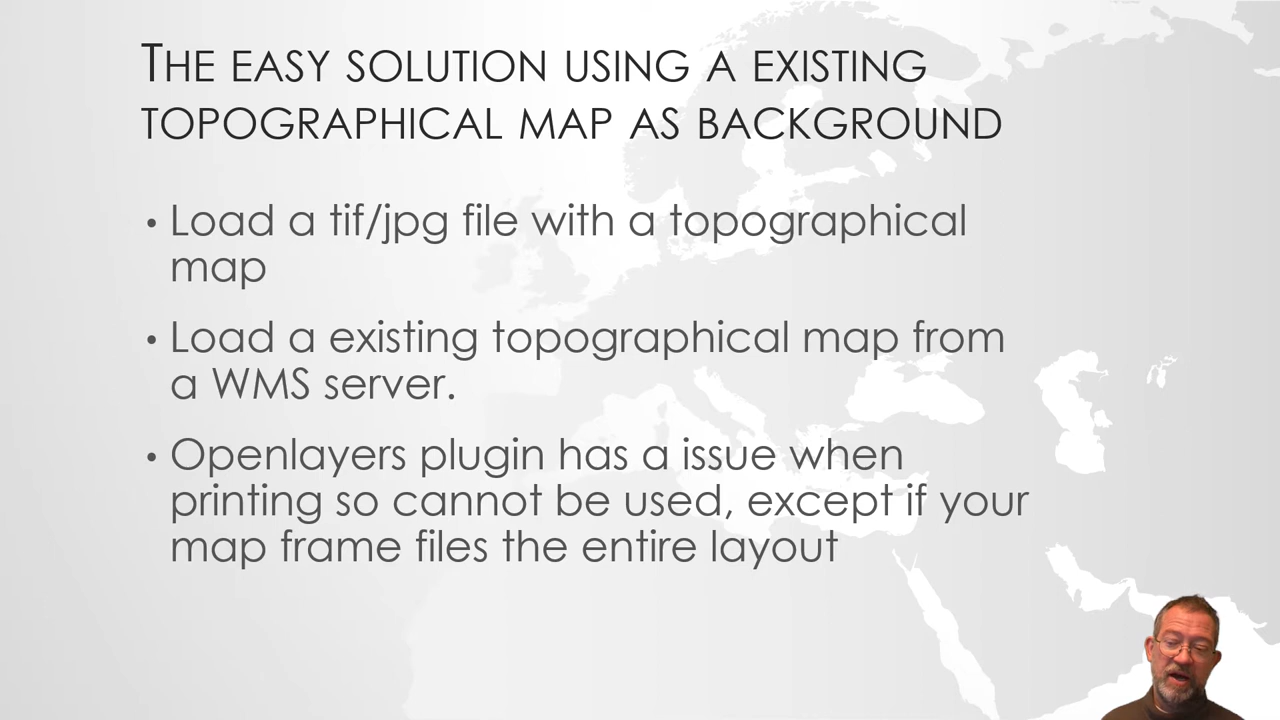 The easy solution using a existing
topographical map as background
• Load a tif/jpg file with a topographical
map
• Load a existing topographical map from
a WMS server.
• Openlayers plugin has a issue when
printing so cannot be used, except if your
map frame files the entire layout